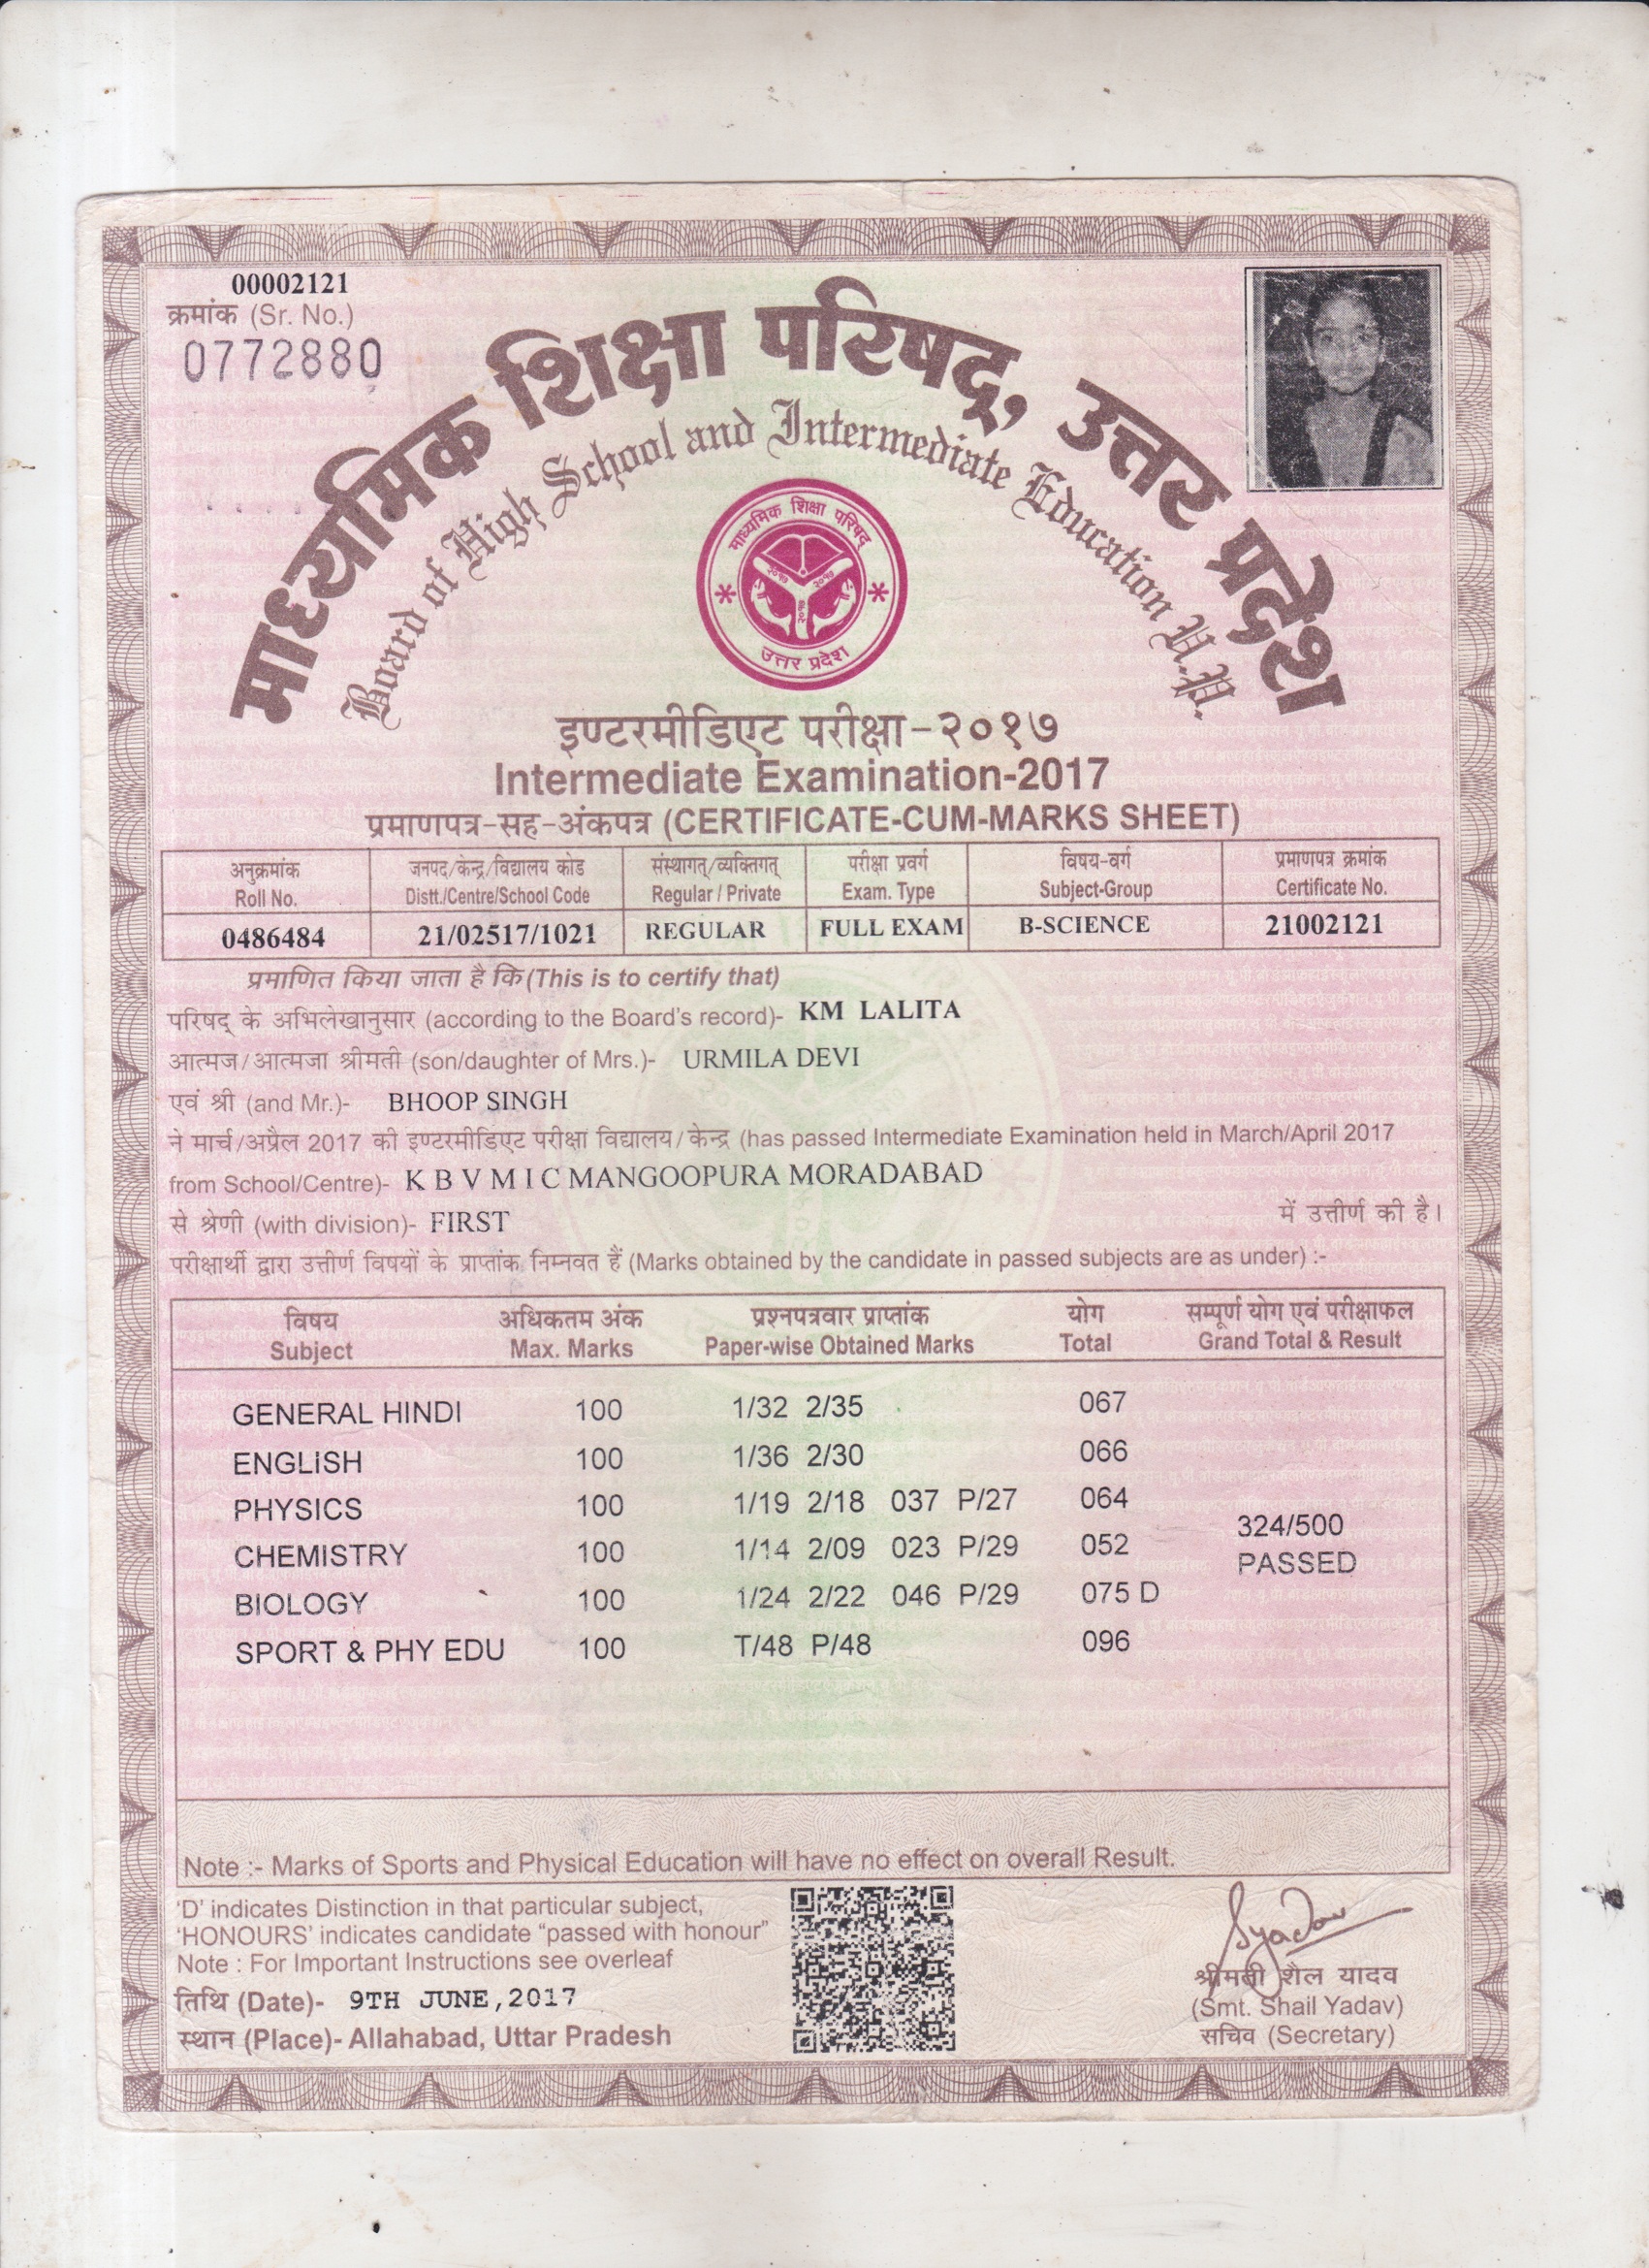 00002121
क्रमांक (Sr. No.)
0772880
माध्यमिक शिक्षा परिषद्, उत्तर प्रदेश
Board of High School and Intermediate Education U.P.
माध्यमिक शिक्षा परिषद्
२०१७ २०१७
२०१७
उत्तर प्रदेश
इण्टरमीडिएट परीक्षा-२०१७
Intermediate Examination-2017
प्रमाणपत्र-सह-अंकपत्र (CERTIFICATE-CUM-MARKS SHEET)
अनुक्रमांक जनपद/केन्द्र/विद्यालय कोड संस्थागत्/व्यक्तिगत् परीक्षा प्रवर्ग विषय-वर्ग प्रमाणपत्र क्रमांक
Roll No. Distt./Centre/School Code Regular / Private Exam. Type Subject-Group Certificate No.
0486484 21/02517/1021 REGULAR FULL EXAM B-SCIENCE 21002121
प्रमाणित किया जाता है कि (This is to certify that)
परिषद् के अभिलेखानुसार (according to the Board's record)- KM LALITA
आत्मज/आत्मजा श्रीमती (son/daughter of Mrs.)- URMILA DEVI
एवं श्री (and Mr.)- BHOOP SINGH
ने मार्च/अप्रैल 2017 की इण्टरमीडिएट परीक्षा विद्यालय/केन्द्र (has passed Intermediate Examination held in March/April 2017
from School/Centre)- K B V M I C MANGOOPURA MORADABAD
से श्रेणी (with division)- FIRST में उत्तीर्ण की है।
परीक्षार्थी द्वारा उत्तीर्ण विषयों के प्राप्तांक निम्नवत हैं (Marks obtained by the candidate in passed subjects are as under) :-
विषय अधिकतम अंक प्रश्नपत्रवार प्राप्तांक योग सम्पूर्ण योग एवं परीक्षाफल
Subject Max. Marks Paper-wise Obtained Marks Total Grand Total & Result
GENERAL HINDI 100 1/32 2/35 067
ENGLISH 100 1/36 2/30 066
PHYSICS 100 1/19 2/18 037 P/27 064
324/500
CHEMISTRY 100 1/14 2/09 023 P/29 052
PASSED
BIOLOGY 100 1/24 2/22 046 P/29 075 D
SPORT & PHY EDU 100 T/48 P/48 096
Note :- Marks of Sports and Physical Education will have no effect on overall Result.
'D' indicates Distinction in that particular subject,
'HONOURS' indicates candidate "passed with honour"
Note : For Important Instructions see overleaf
तिथि (Date)- 9TH JUNE,2017
स्थान (Place)- Allahabad, Uttar Pradesh
Syadav
श्रीमती शैल यादव
(Smt. Shail Yadav)
सचिव (Secretary)